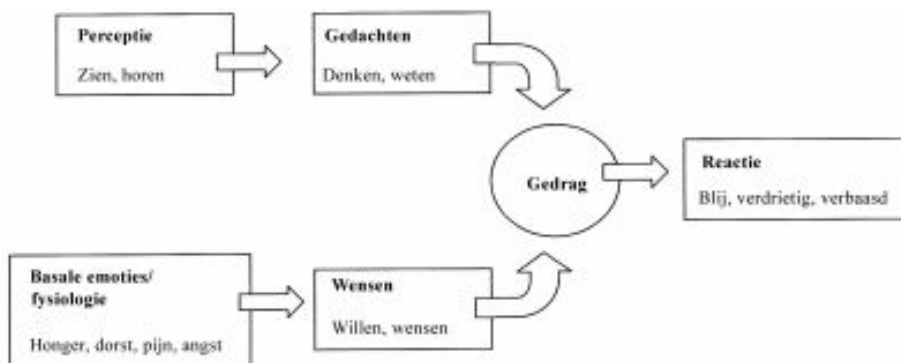 Perceptie
Zien, horen
Gedachten
Denken, weten
Gedrag
Reactie
Blij, verdrietig, verbaasd
Basale emoties/
fysiologie
Honger, dorst, pijn, angst
Wensen
Willen, wensen